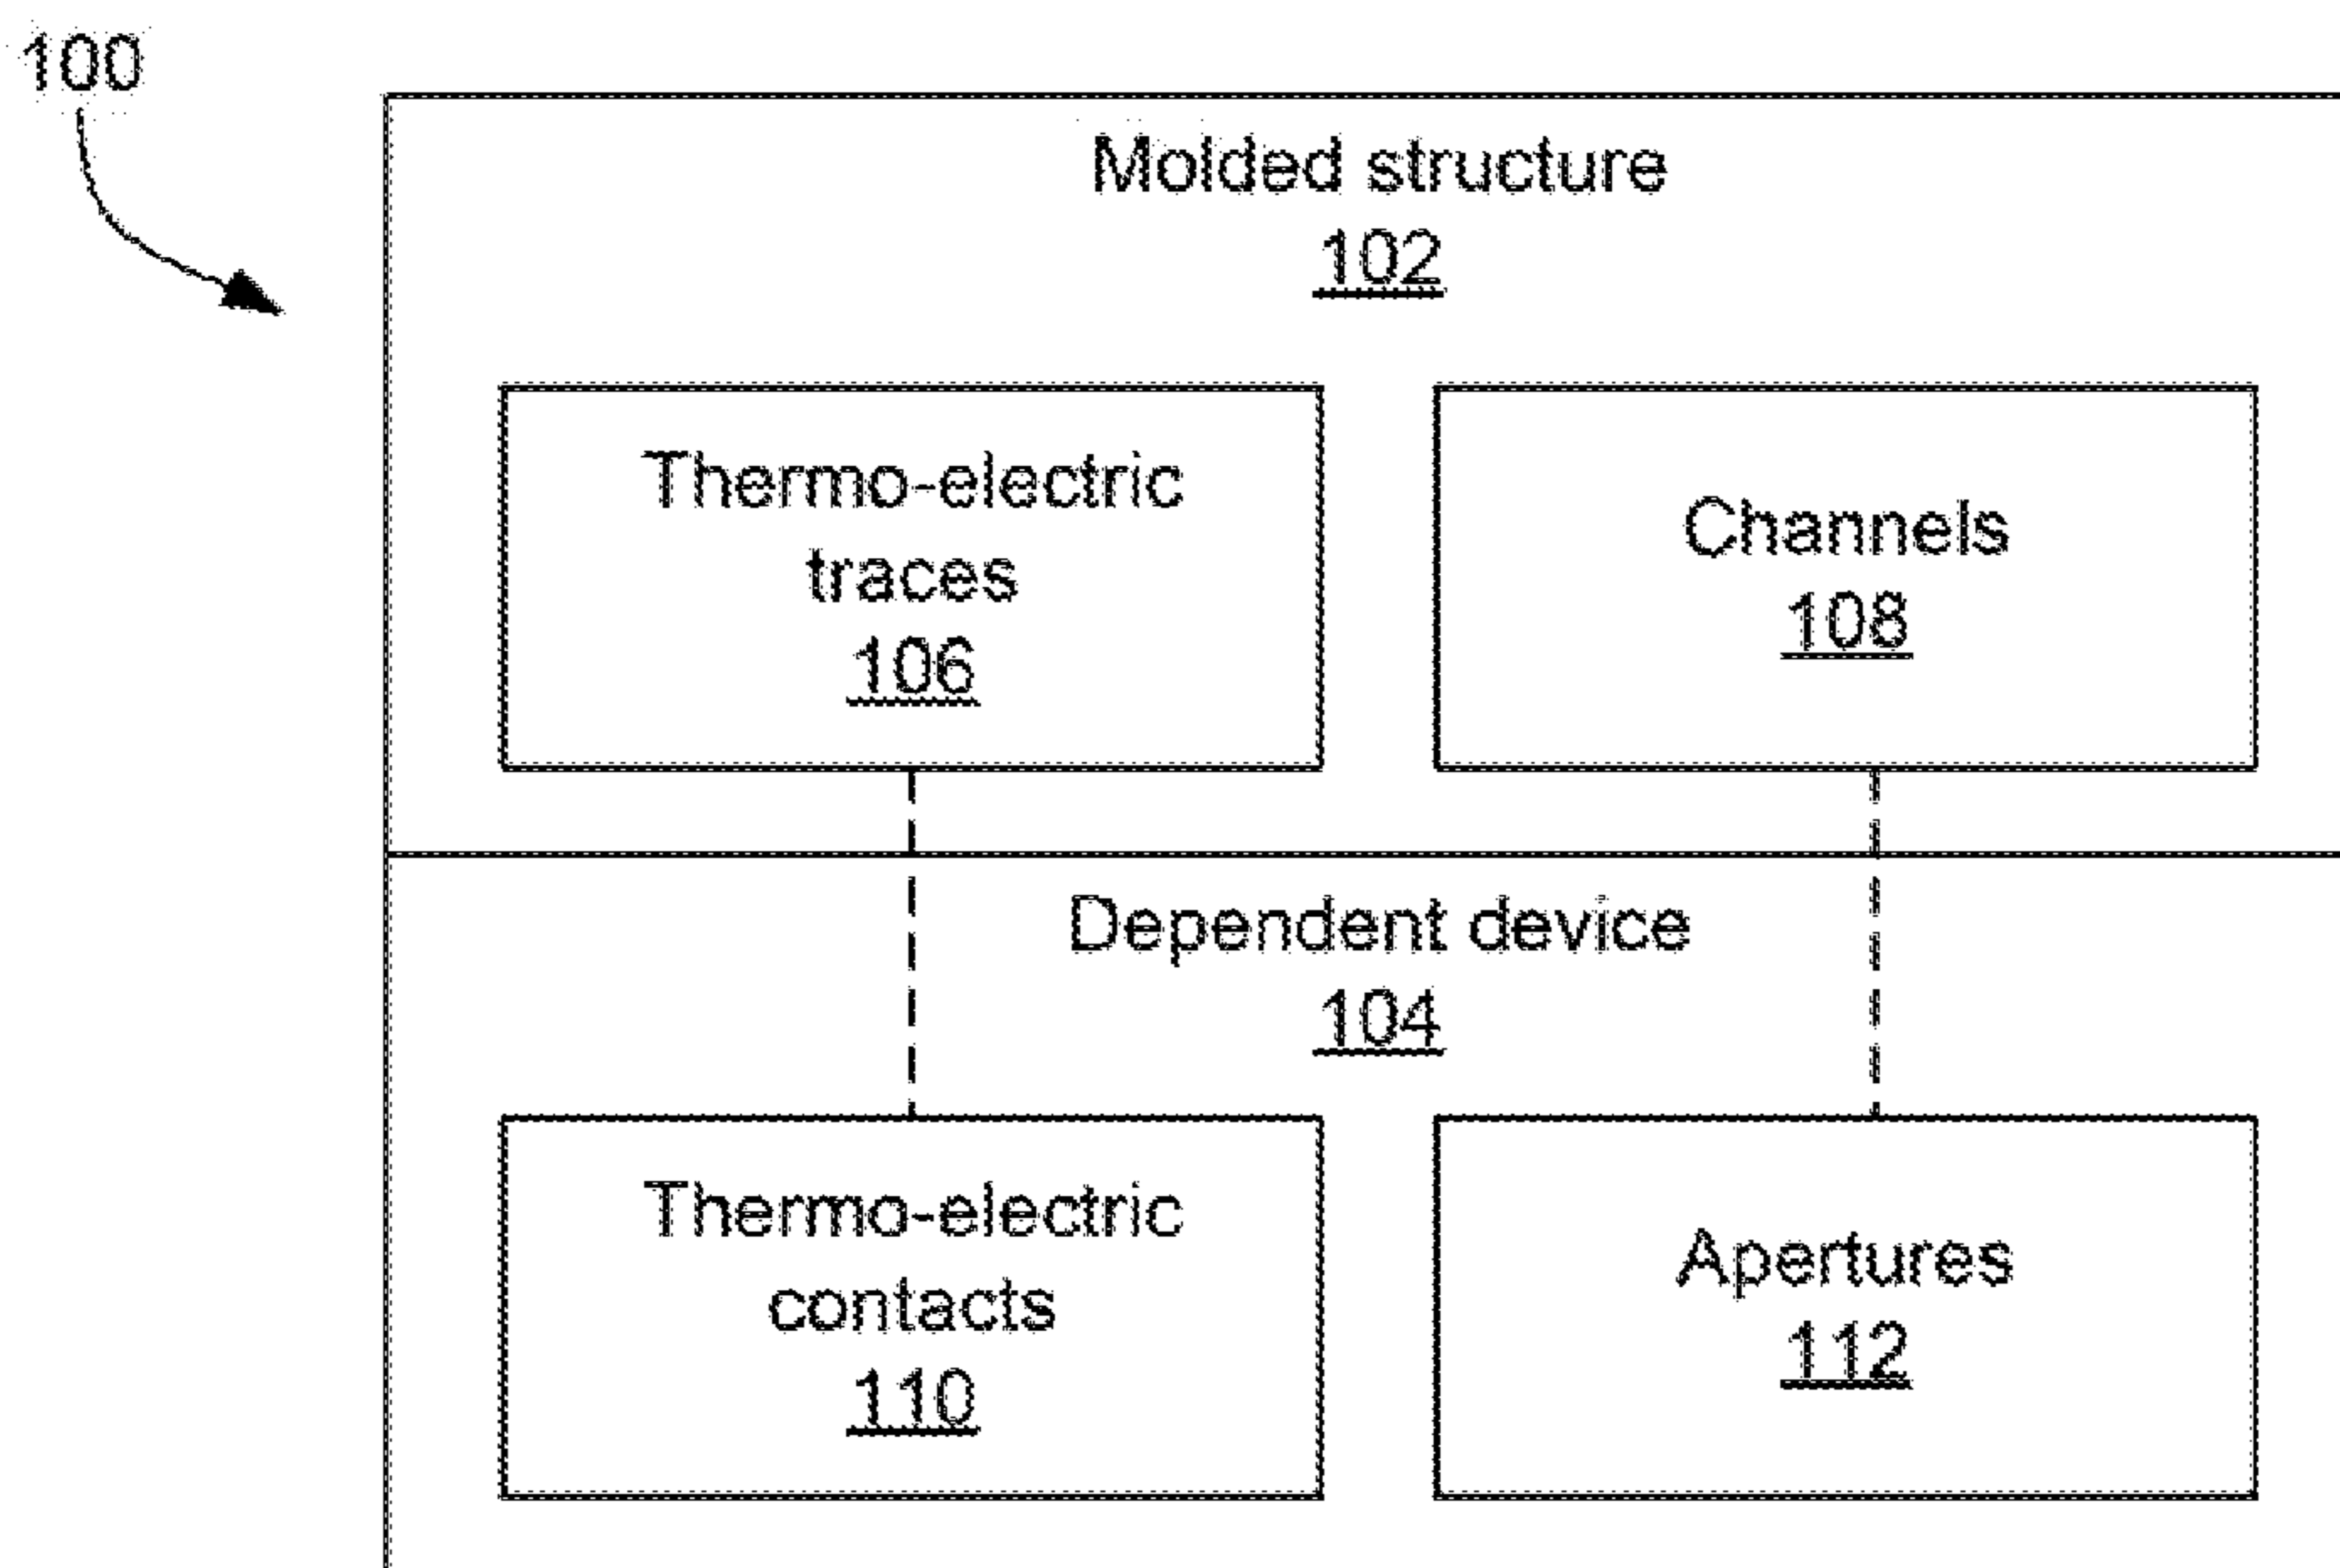 100
Molded structure
102
Thermo-electric
traces
106
Channels
108
Dependent device
104
Thermo-electric
contacts
110
Apertures
112